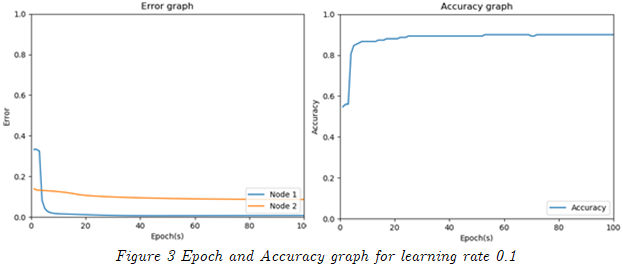 Error graph
1.0
0.8
0.6
0.4
0.2
0.0
Error
0
20
40
60
80
10
Epoch(s)
Node 1
Node 2
Accuracy graph
1.0
0.8
0.6
0.4
0.2
0.0
Accuracy
0
20
40
60
80
100
Epoch(s)
Accuracy
Figure 3 Epoch and Accuracy graph for learning rate 0.1